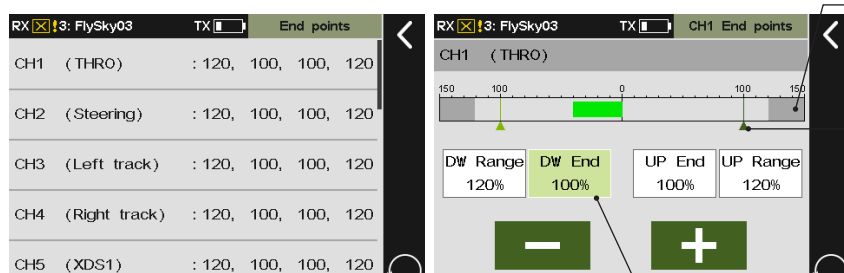 RX 3: FlySky03 TX End points
CH1 (THRO) : 120, 100, 100, 120
CH2 (Steering) : 120, 100, 100, 120
CH3 (Left track) : 120, 100, 100, 120
CH4 (Right track) : 120, 100, 100, 120
CH5 (XDS1) : 120, 100, 100, 120
RX 3: FlySky03 TX CH1 End points
CH1 (THRO)
150 100 0 100 150
DW Range DW End UP End UP Range
120% 100% 100% 120%
− +